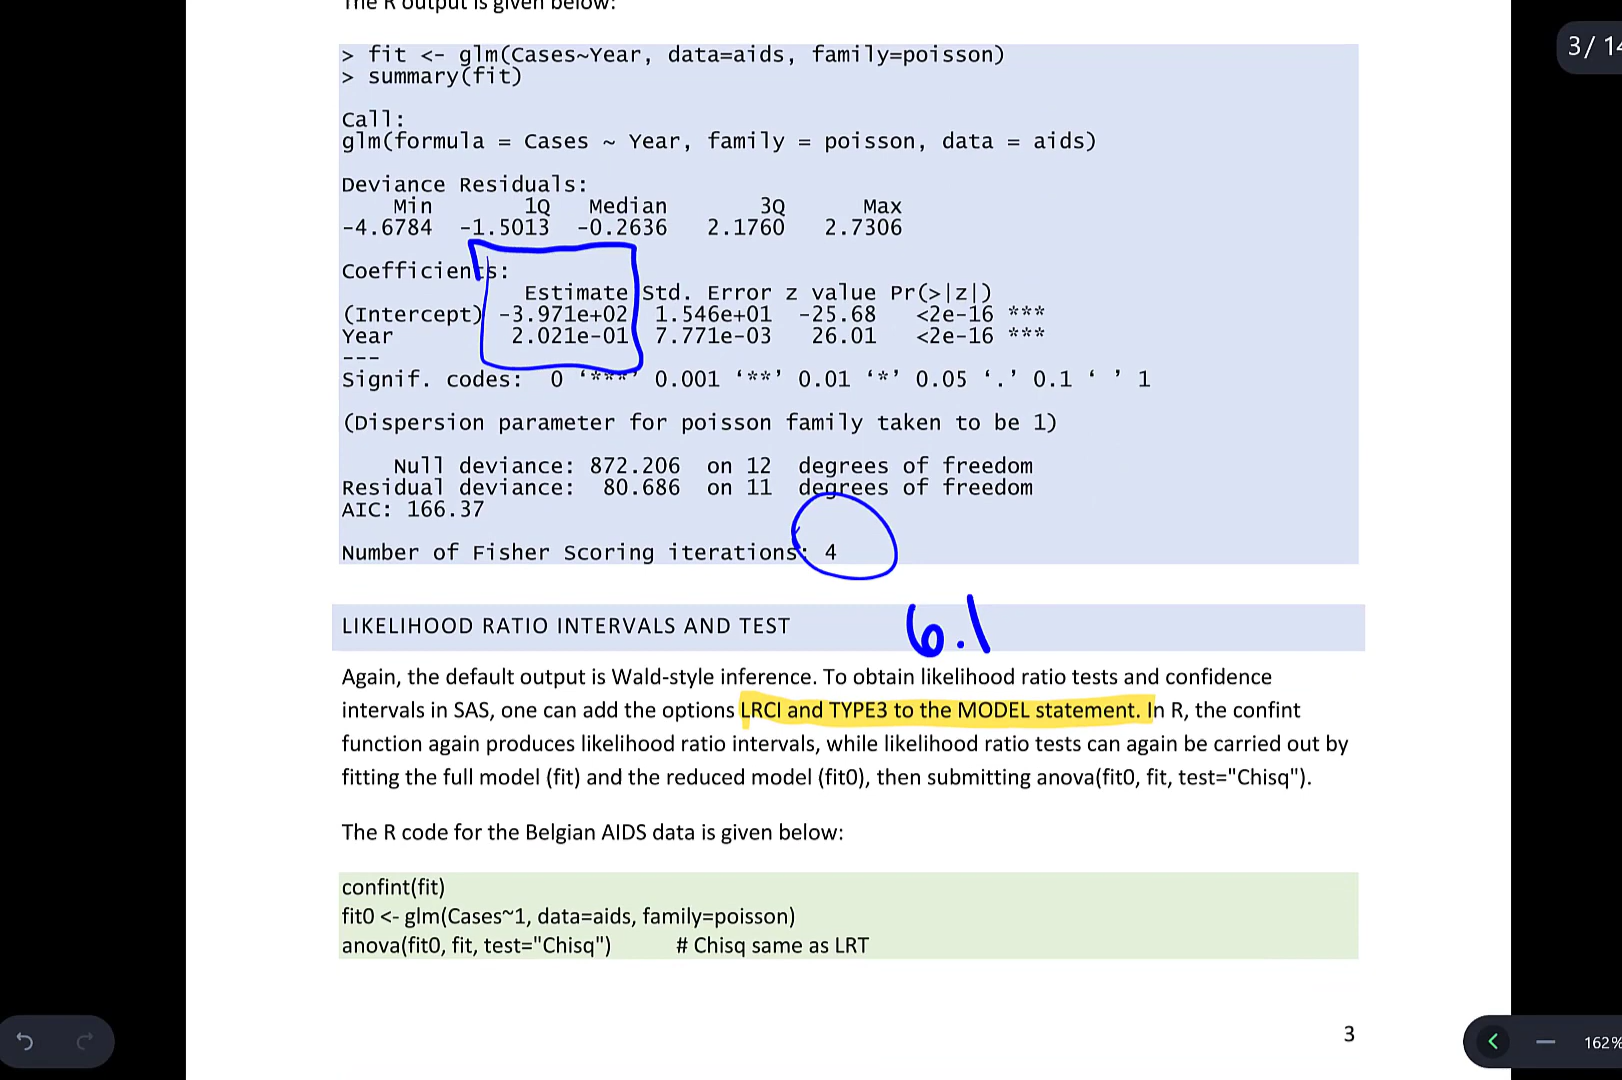 The R output is given below:
3 / 14
> fit <- glm(Cases~Year, data=aids, family=poisson)
> summary(fit)
Call:
glm(formula = Cases ~ Year, family = poisson, data = aids)
Deviance Residuals:
Min 1Q Median 3Q Max
-4.6784 -1.5013 -0.2636 2.1760 2.7306
Coefficients:
Estimate Std. Error z value Pr(>|z|)
(Intercept) -3.971e+02 1.546e+01 -25.68 <2e-16 ***
Year 2.021e-01 7.771e-03 26.01 <2e-16 ***
---
Signif. codes: 0 ‘***’ 0.001 ‘**’ 0.01 ‘*’ 0.05 ‘.’ 0.1 ‘ ’ 1
(Dispersion parameter for poisson family taken to be 1)
Null deviance: 872.206 on 12 degrees of freedom
Residual deviance: 80.686 on 11 degrees of freedom
AIC: 166.37
Number of Fisher Scoring iterations: 4
LIKELIHOOD RATIO INTERVALS AND TEST 6.1
Again, the default output is Wald-style inference. To obtain likelihood ratio tests and confidence
intervals in SAS, one can add the options LRCI and TYPE3 to the MODEL statement. In R, the confint
function again produces likelihood ratio intervals, while likelihood ratio tests can again be carried out by
fitting the full model (fit) and the reduced model (fit0), then submitting anova(fit0, fit, test="Chisq").
The R code for the Belgian AIDS data is given below:
confint(fit)
fit0 <- glm(Cases~1, data=aids, family=poisson)
anova(fit0, fit, test="Chisq") # Chisq same as LRT
3
162%